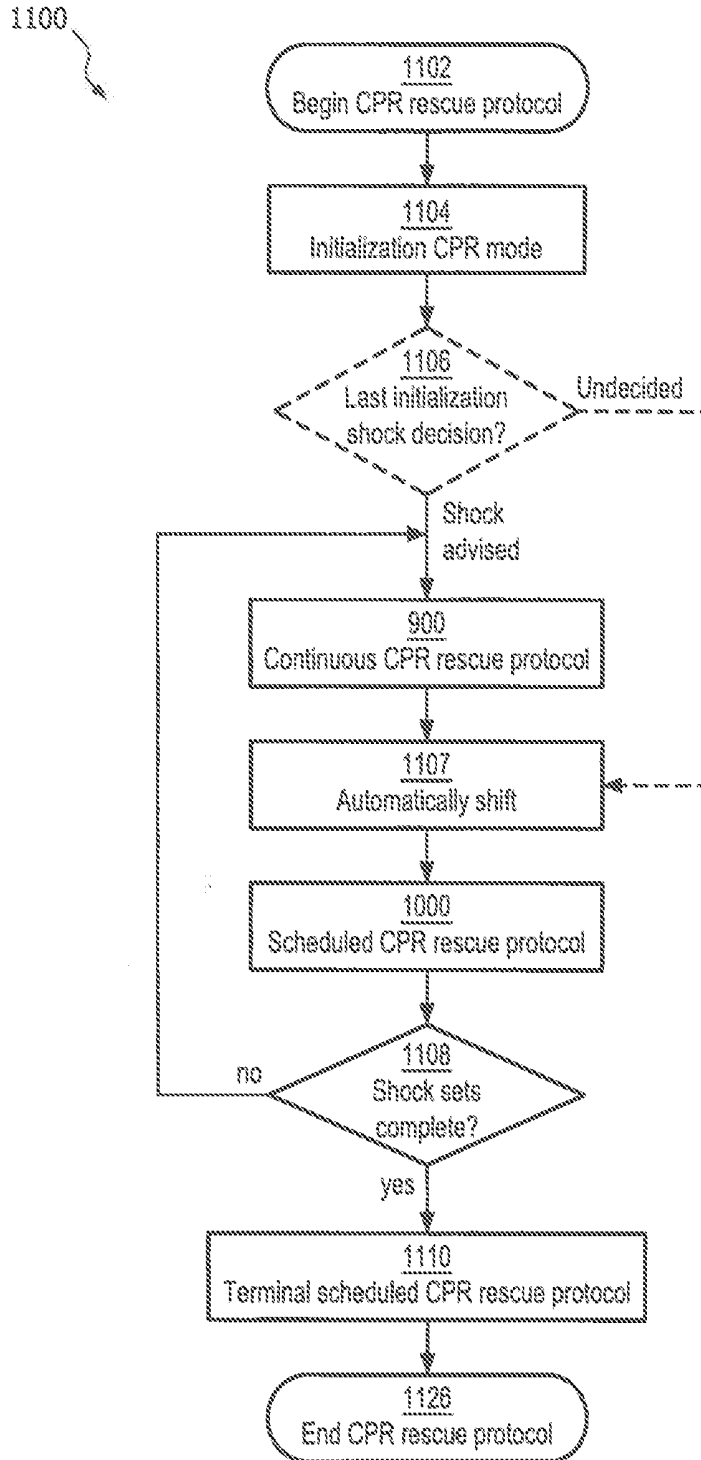 1100
1102
Begin CPR rescue protocol
1104
Initialization CPR mode
1106
Last initialization
shock decision?
Undecided
Shock
advised
900
Continuous CPR rescue protocol
1107
Automatically shift
1000
Scheduled CPR rescue protocol
1108
Shock sets
complete?
no
yes
1110
Terminal scheduled CPR rescue protocol
1126
End CPR rescue protocol